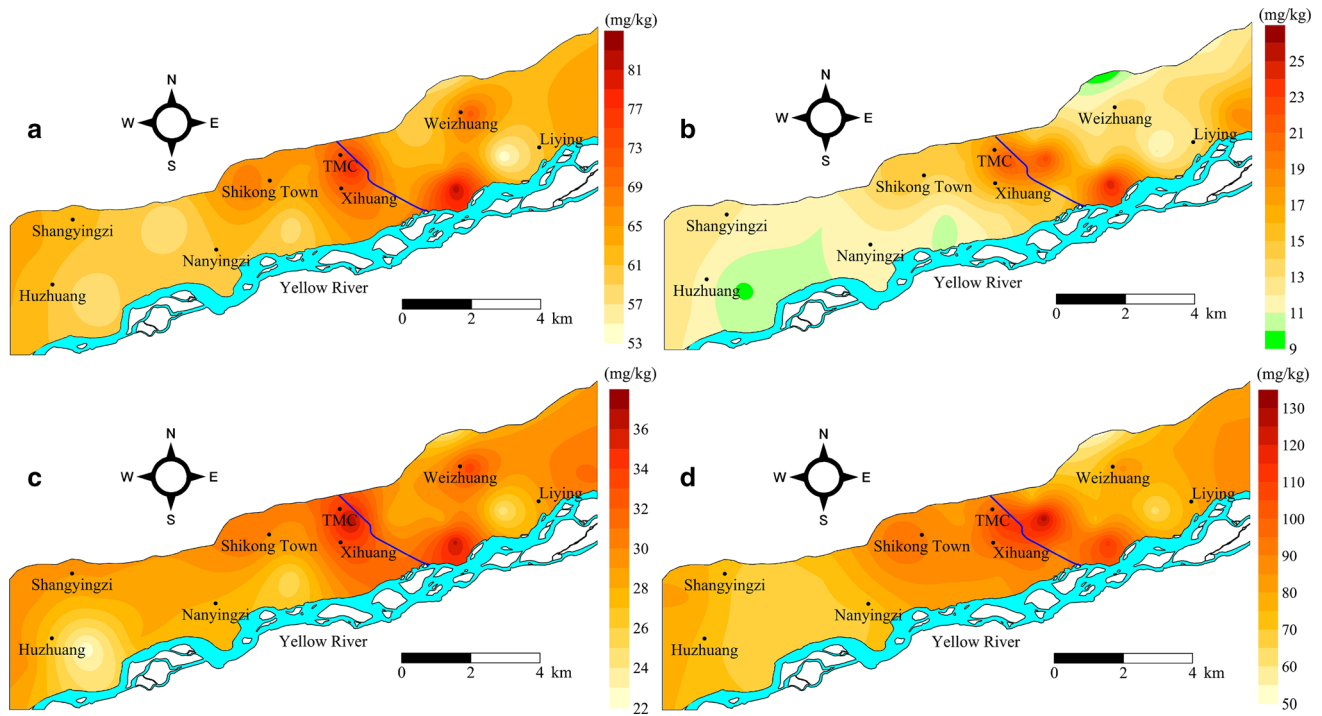 (mg/kg)
a
N
W E
S
81
77
73
69
65
61
57
53
Weizhuang
Liying
TMC
Shikong Town
Xihuang
Shangyingzi
Nanyingzi
Huzhuang
Yellow River
0 2 4 km
(mg/kg)
b
N
W E
S
25
23
21
19
17
15
13
11
9
Weizhuang
Liying
TMC
Shikong Town
Xihuang
Shangyingzi
Nanyingzi
Huzhuang
Yellow River
0 2 4 km
(mg/kg)
c
N
W E
S
36
34
32
30
28
26
24
22
Weizhuang
Liying
TMC
Shikong Town
Xihuang
Shangyingzi
Nanyingzi
Huzhuang
Yellow River
0 2 4 km
(mg/kg)
d
N
W E
S
130
120
110
100
90
80
70
60
50
Weizhuang
Liying
TMC
Shikong Town
Xihuang
Shangyingzi
Nanyingzi
Huzhuang
Yellow River
0 2 4 km